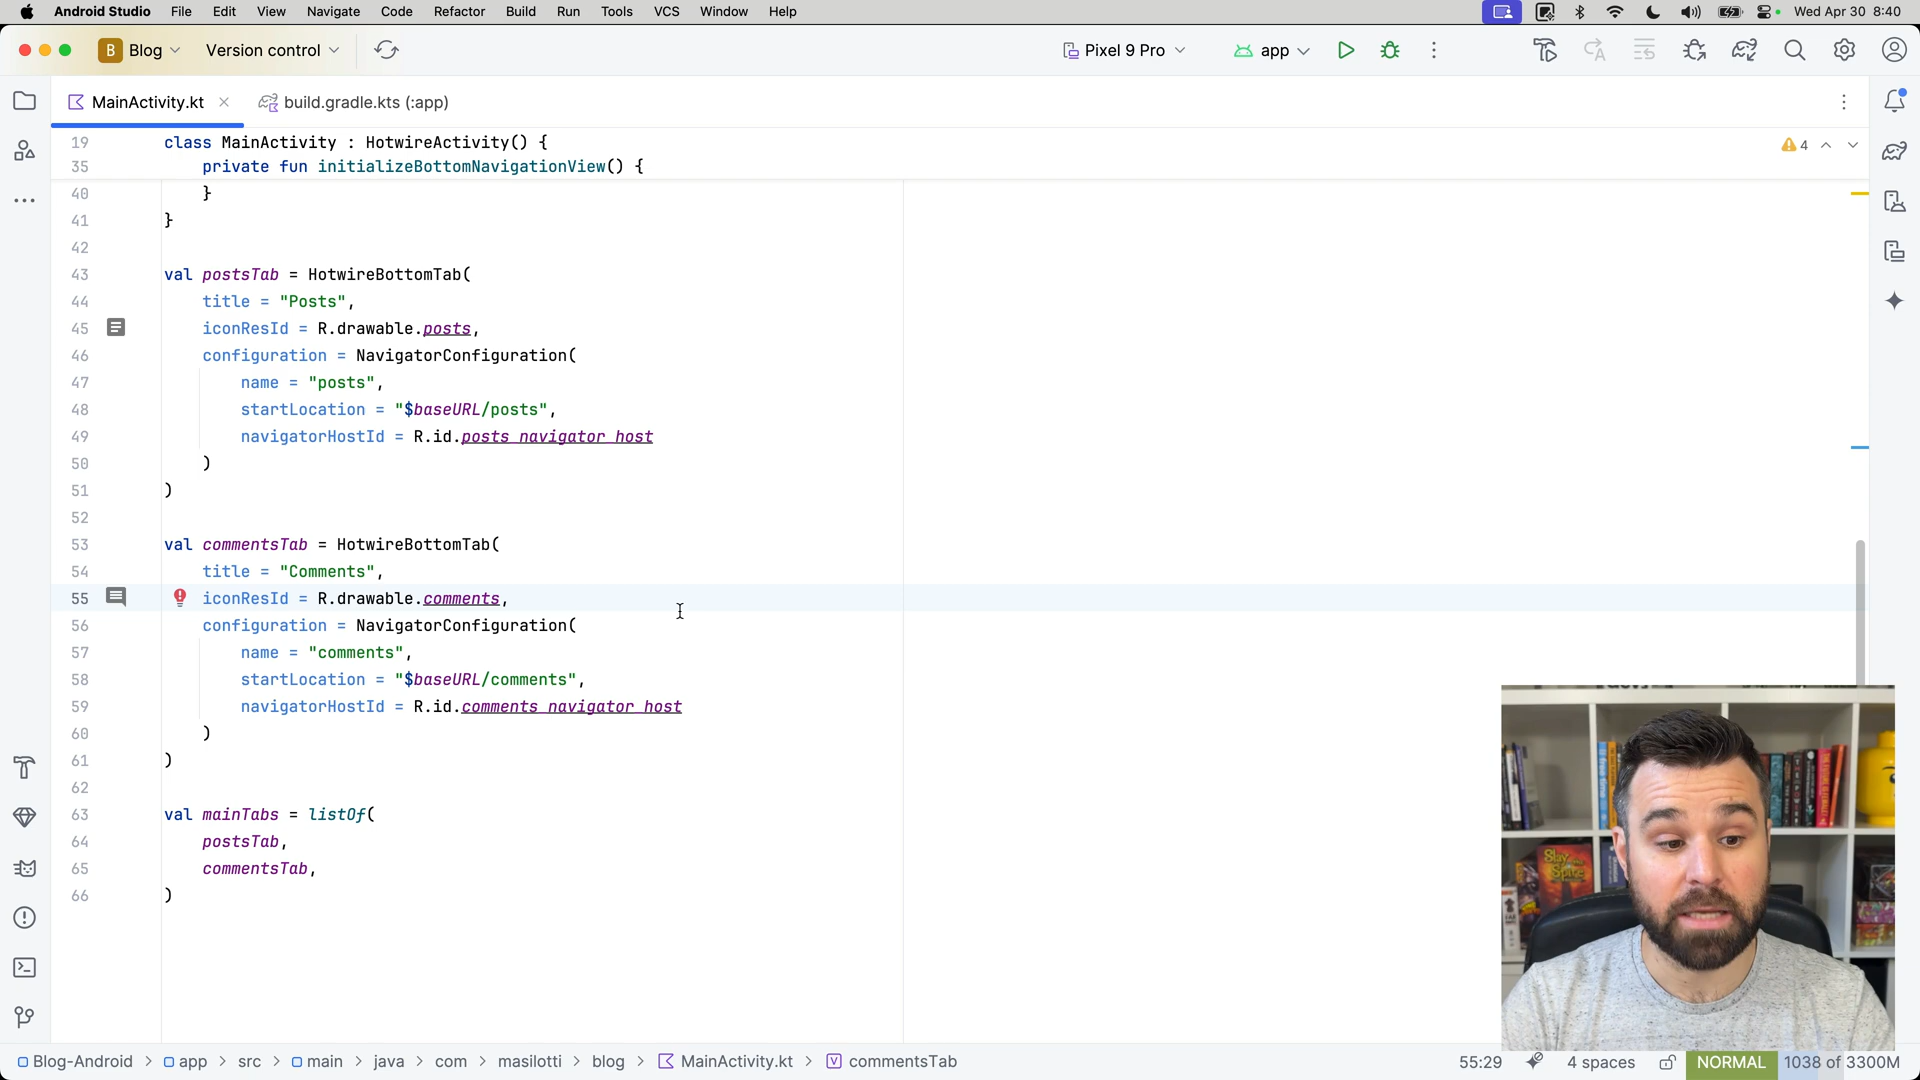 Android Studio File Edit View Navigate Code Refactor Build Run Tools VCS Window Help Wed Apr 30 8:40
B Blog Version control Pixel 9 Pro app
MainActivity.kt build.gradle.kts (:app)
19 class MainActivity : HotwireActivity() {
35 private fun initializeBottomNavigationView() {
4
40 }
41 }
42
43 val postsTab = HotwireBottomTab(
44 title = "Posts",
45 iconResId = R.drawable.posts,
46 configuration = NavigatorConfiguration(
47 name = "posts",
48 startLocation = "$baseURL/posts",
49 navigatorHostId = R.id.posts_navigator_host
50 )
51 )
52
53 val commentsTab = HotwireBottomTab(
54 title = "Comments",
55 iconResId = R.drawable.comments,
56 configuration = NavigatorConfiguration(
57 name = "comments",
58 startLocation = "$baseURL/comments",
59 navigatorHostId = R.id.comments_navigator_host
60 )
61 )
62
63 val mainTabs = listOf(
64 postsTab,
65 commentsTab,
66 )
Slay the Spire
Blog-Android > app > src > main > java > com > masilotti > blog > MainActivity.kt > commentsTab
55:29 4 spaces NORMAL 1038 of 3300M